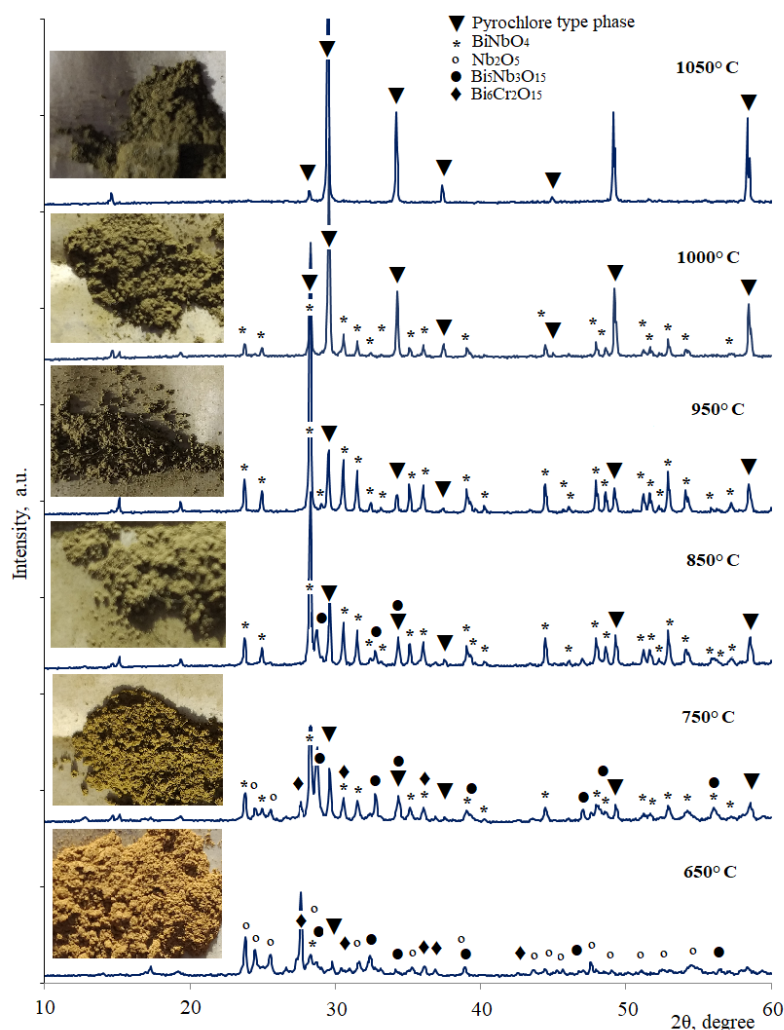 ▼ Pyrochlore type phase
* BiNbO₄
o Nb₂O₅
● Bi₅Nb₃O₁₅
♦ Bi₆Cr₂O₁₅
1050° C
1000° C
950° C
850° C
750° C
650° C
Intensity, a.u.
10 20 30 40 50 60
2θ, degree